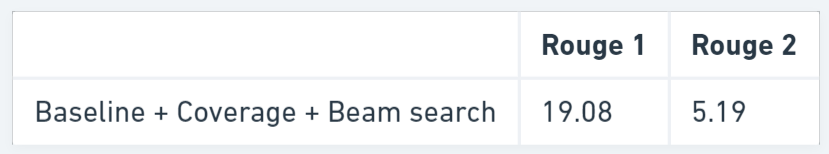 Rouge 1 Rouge 2
Baseline + Coverage + Beam search 19.08 5.19